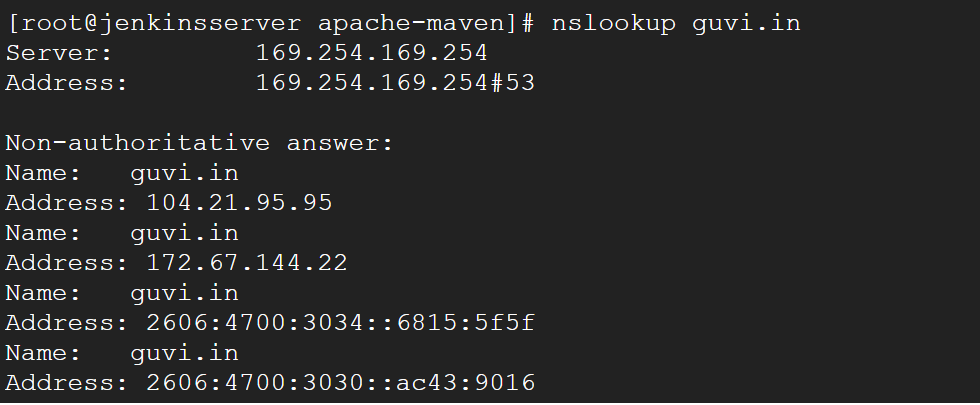 [root@jenkinsserver apache-maven]# nslookup guvi.in
Server:         169.254.169.254
Address:        169.254.169.254#53
Non-authoritative answer:
Name:   guvi.in
Address: 104.21.95.95
Name:   guvi.in
Address: 172.67.144.22
Name:   guvi.in
Address: 2606:4700:3034::6815:5f5f
Name:   guvi.in
Address: 2606:4700:3030::ac43:9016